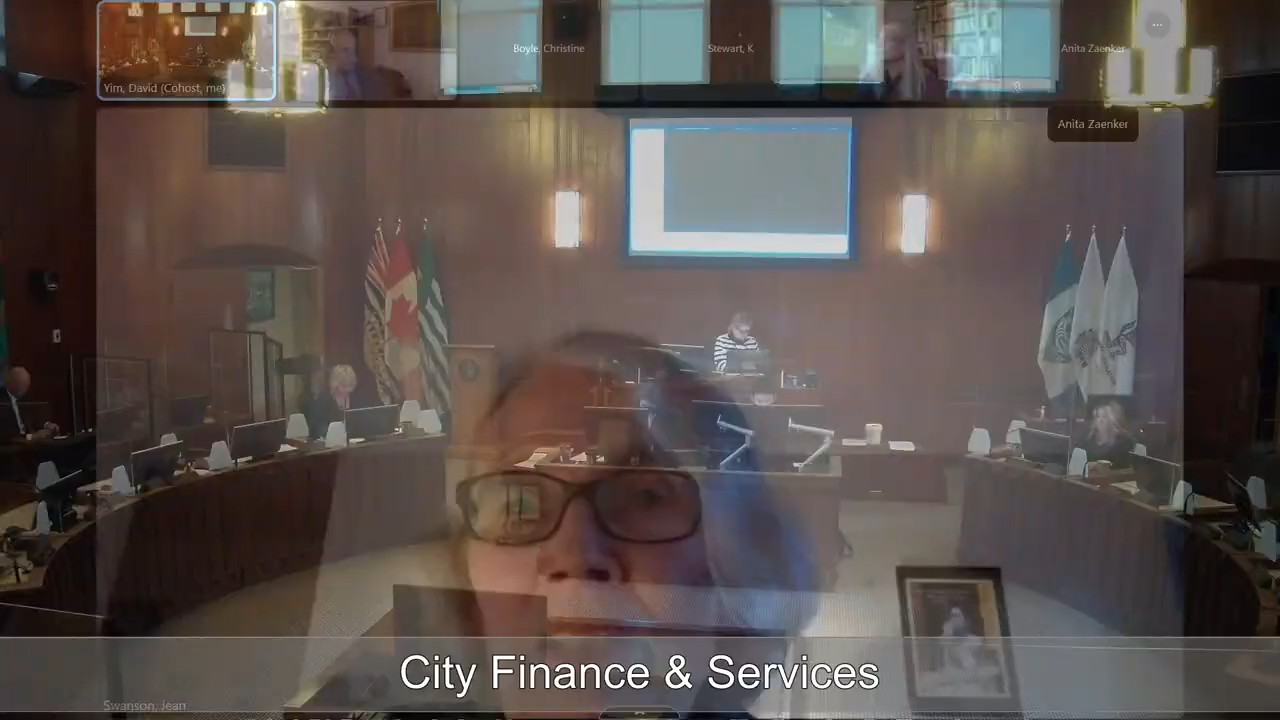 Boyle, Christine
Stewart, K
Anita Zaenker
Yim, David (Cohost, me)
Anita Zaenker
City Finance & Services
Swanson, Jean